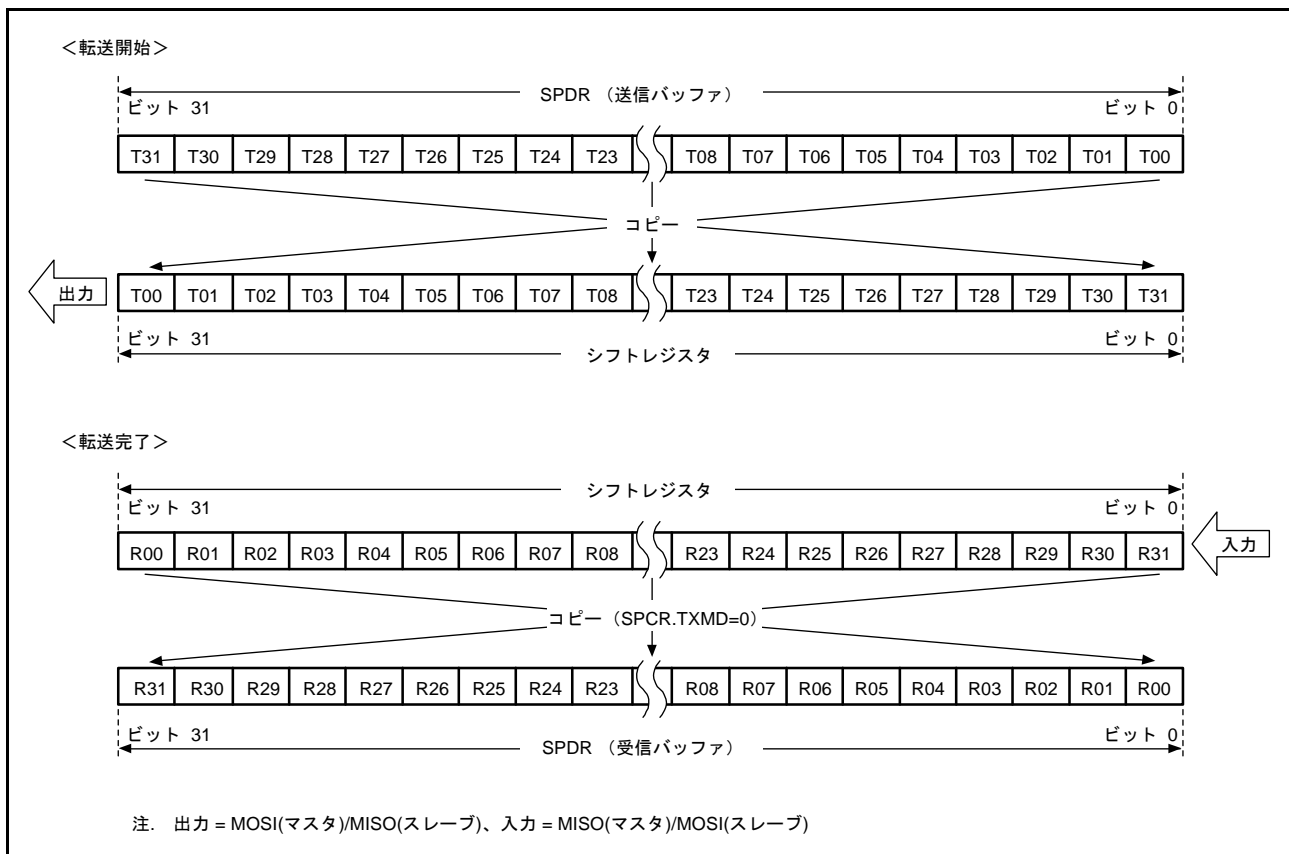 <転送開始>
SPDR (送信バッファ)
ビット 31 ビット 0
T31 T30 T29 T28 T27 T26 T25 T24 T23 T08 T07 T06 T05 T04 T03 T02 T01 T00
コピー
出力 T00 T01 T02 T03 T04 T05 T06 T07 T08 T23 T24 T25 T26 T27 T28 T29 T30 T31
ビット 31 ビット 0
シフトレジスタ
<転送完了>
シフトレジスタ
ビット 31 ビット 0
R00 R01 R02 R03 R04 R05 R06 R07 R08 R23 R24 R25 R26 R27 R28 R29 R30 R31 入力
コピー (SPCR.TXMD=0)
R31 R30 R29 R28 R27 R26 R25 R24 R23 R08 R07 R06 R05 R04 R03 R02 R01 R00
ビット 31 ビット 0
SPDR (受信バッファ)
注. 出力 = MOSI(マスタ)/MISO(スレーブ)、入力 = MISO(マスタ)/MOSI(スレーブ)